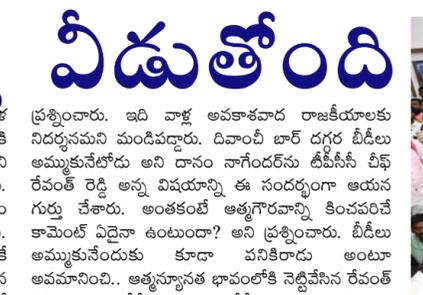 వీడుతోంది
ప్రశ్నించారు. ఇది వాళ్ల అవకాశవాద రాజకీయాలకు
నిదర్శనమని మండిపడ్డారు. దివాంచీ బార్ దగ్గర బీడీలు
అమ్ముకునేటోడు అని దానం నాగేందర్‌ను టీపీసీసీ చీఫ్
రేవంత్ రెడ్డి అన్న విషయాన్ని ఈ సందర్భంగా ఆయన
గుర్తు చేశారు. అంతకంటే ఆత్మగౌరవాన్ని కించపరిచే
కామెంట్ ఏదైనా ఉంటుందా? అని ప్రశ్నించారు. బీడీలు
అమ్ముకునేందుకు కూడా పనికిరాడు అంటూ
అవమానించి.. ఆత్మన్యూనత భావంలోకి నెట్టివేసిన రేవంత్